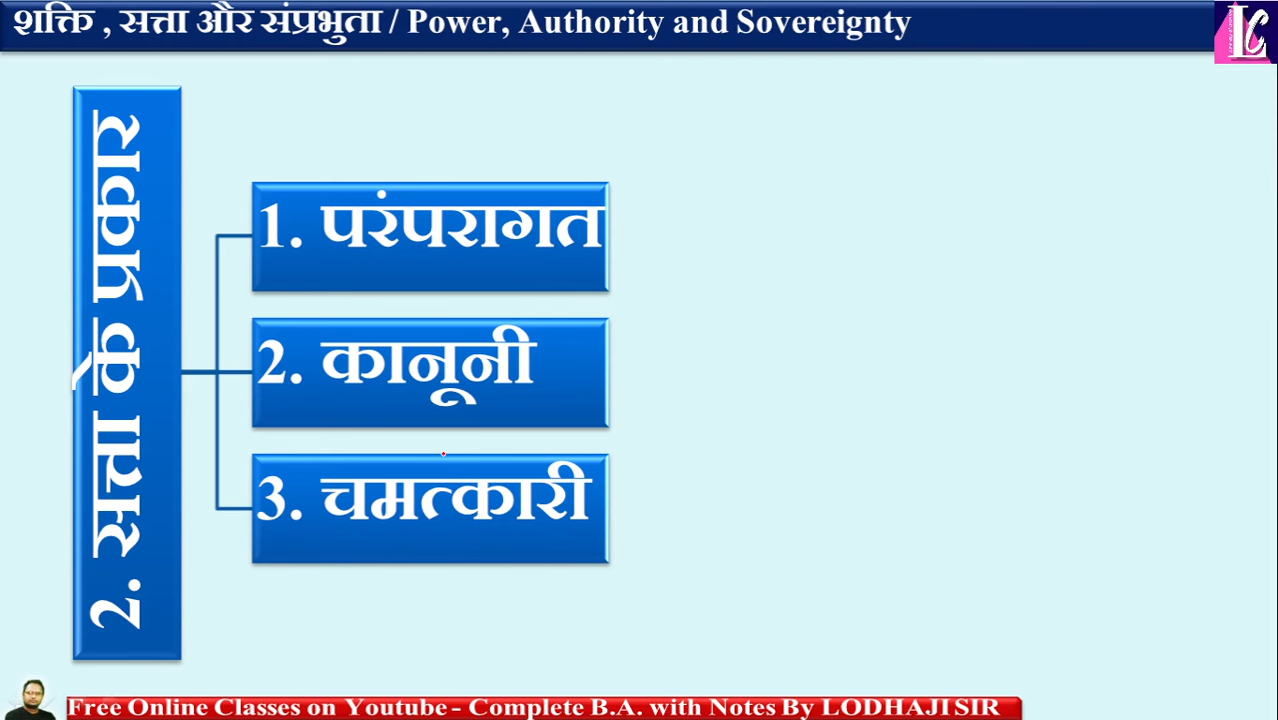 शक्ति , सत्ता और संप्रभुता / Power, Authority and Sovereignty
LC
2. सत्ता के प्रकार
1. परंपरागत
2. कानूनी
3. चमत्कारी
Free Online Classes on Youtube - Complete B.A. with Notes By LODHAJI SIR